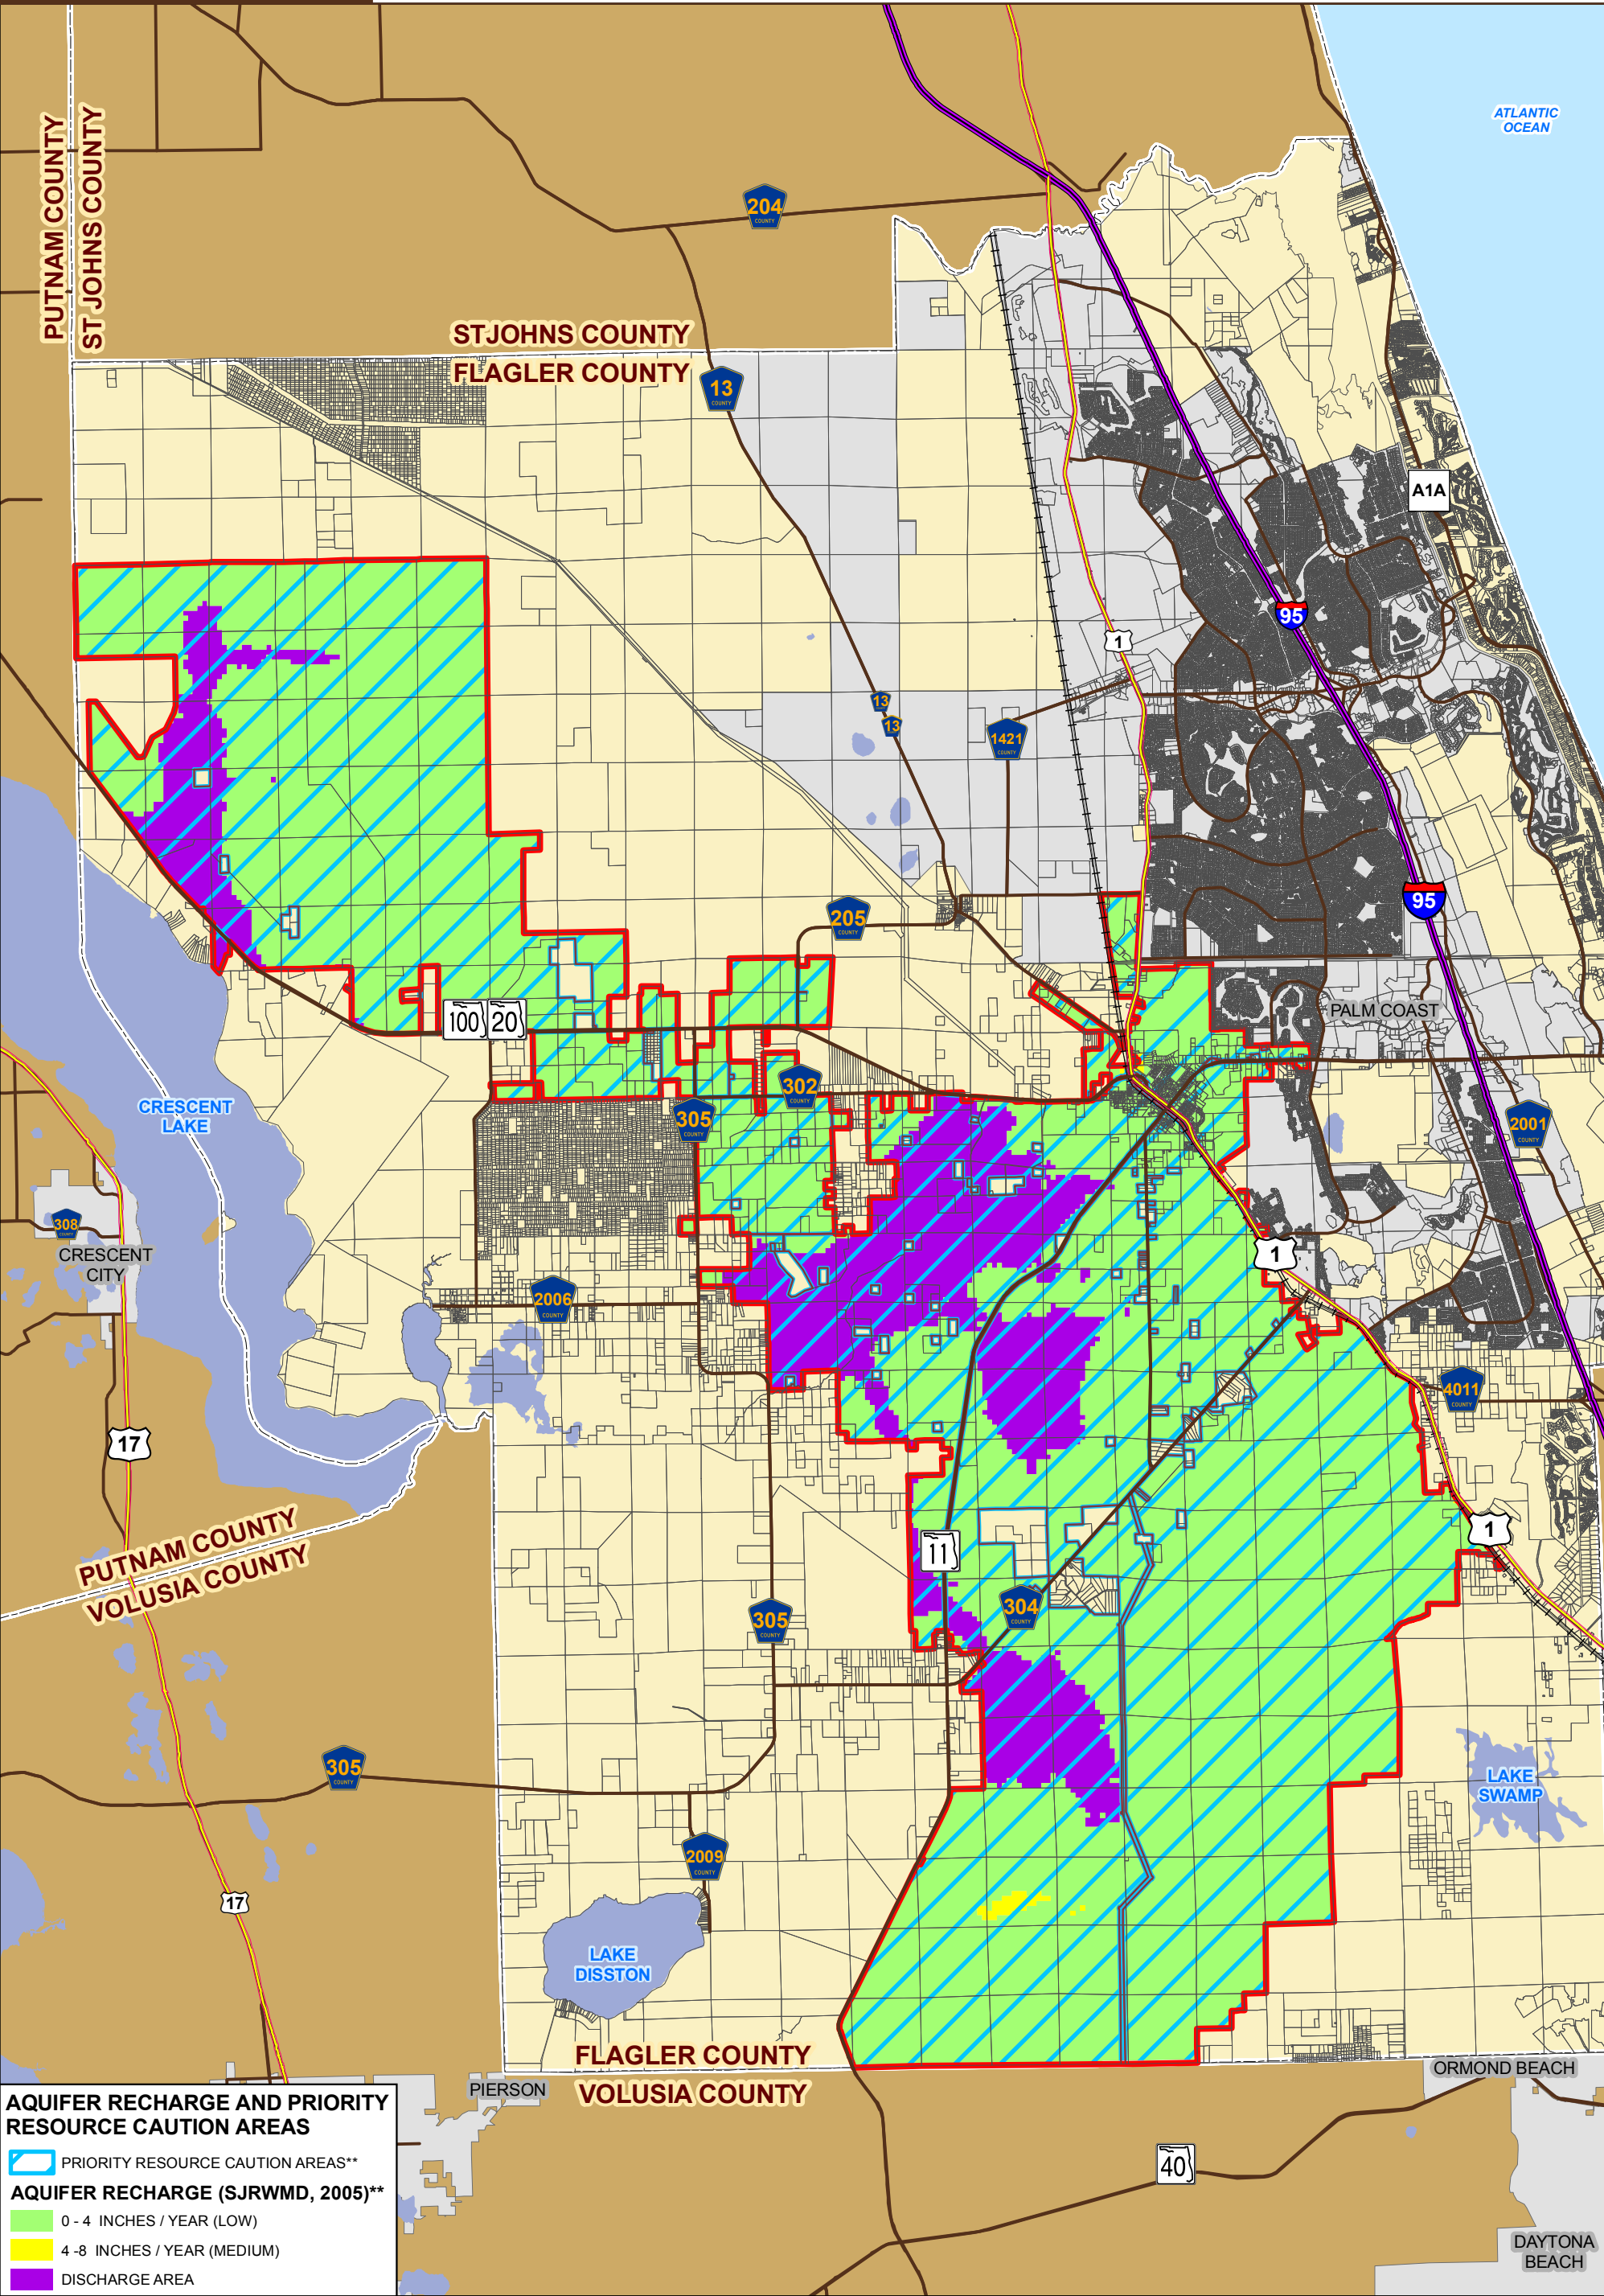 ATLANTIC
OCEAN
PUTNAM COUNTY
ST JOHNS COUNTY
204
COUNTY
STJOHNS COUNTY
FLAGLER COUNTY
13
COUNTY
A1A
95
1
13
13
1421
COUNTY
95
205
COUNTY
100
20
PALM COAST
302
COUNTY
CRESCENT
LAKE
305
COUNTY
2001
COUNTY
308
COUNTY
CRESCENT
CITY
1
2006
COUNTY
4011
COUNTY
17
1
PUTNAM COUNTY
VOLUSIA COUNTY
11
304
COUNTY
305
COUNTY
305
COUNTY
LAKE
SWAMP
2009
COUNTY
17
LAKE
DISSTON
FLAGLER COUNTY
VOLUSIA COUNTY
ORMOND BEACH
PIERSON
40
DAYTONA
BEACH
AQUIFER RECHARGE AND PRIORITY
RESOURCE CAUTION AREAS
PRIORITY RESOURCE CAUTION AREAS**
AQUIFER RECHARGE (SJRWMD, 2005)**
0 - 4 INCHES / YEAR (LOW)
4 -8 INCHES / YEAR (MEDIUM)
DISCHARGE AREA